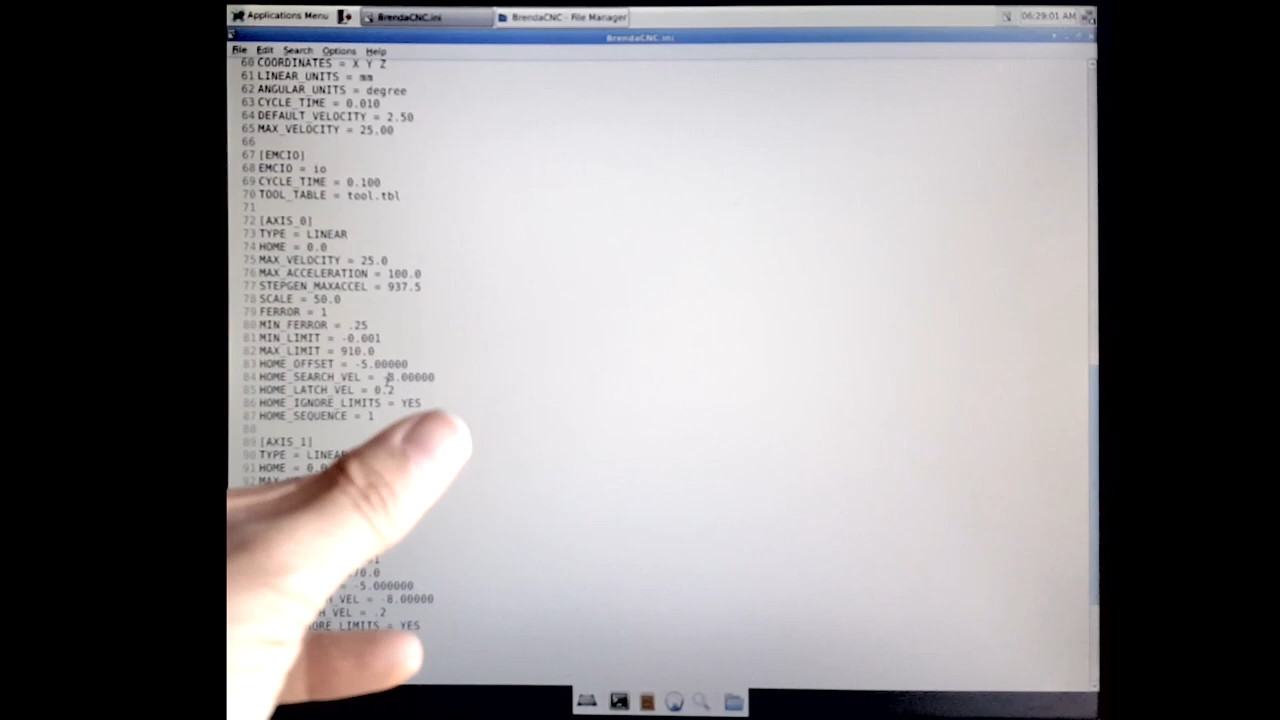 Applications Menu
BrendaCNC.ini
BrendaCNC - File Manager
06:29:01 AM
BrendaCNC.ini
File Edit Search Options Help
60 COORDINATES = X Y Z
61 LINEAR_UNITS = mm
62 ANGULAR_UNITS = degree
63 CYCLE_TIME = 0.010
64 DEFAULT_VELOCITY = 2.50
65 MAX_VELOCITY = 25.00
66
67 [EMCIO]
68 EMCIO = io
69 CYCLE_TIME = 0.100
70 TOOL_TABLE = tool.tbl
71
72 [AXIS_0]
73 TYPE = LINEAR
74 HOME = 0.0
75 MAX_VELOCITY = 25.0
76 MAX_ACCELERATION = 100.0
77 STEPGEN_MAXACCEL = 937.5
78 SCALE = 50.0
79 FERROR = 1
80 MIN_FERROR = .25
81 MIN_LIMIT = -0.001
82 MAX_LIMIT = 910.0
83 HOME_OFFSET = -5.00000
84 HOME_SEARCH_VEL = -8.00000
85 HOME_LATCH_VEL = 0.2
86 HOME_IGNORE_LIMITS = YES
87 HOME_SEQUENCE = 1
88
89 [AXIS_1]
90 TYPE = LINEAR
91 HOME = 0.0
92
= -5.000000
VEL = -8.00000
VEL = .2
LIMITS = YES